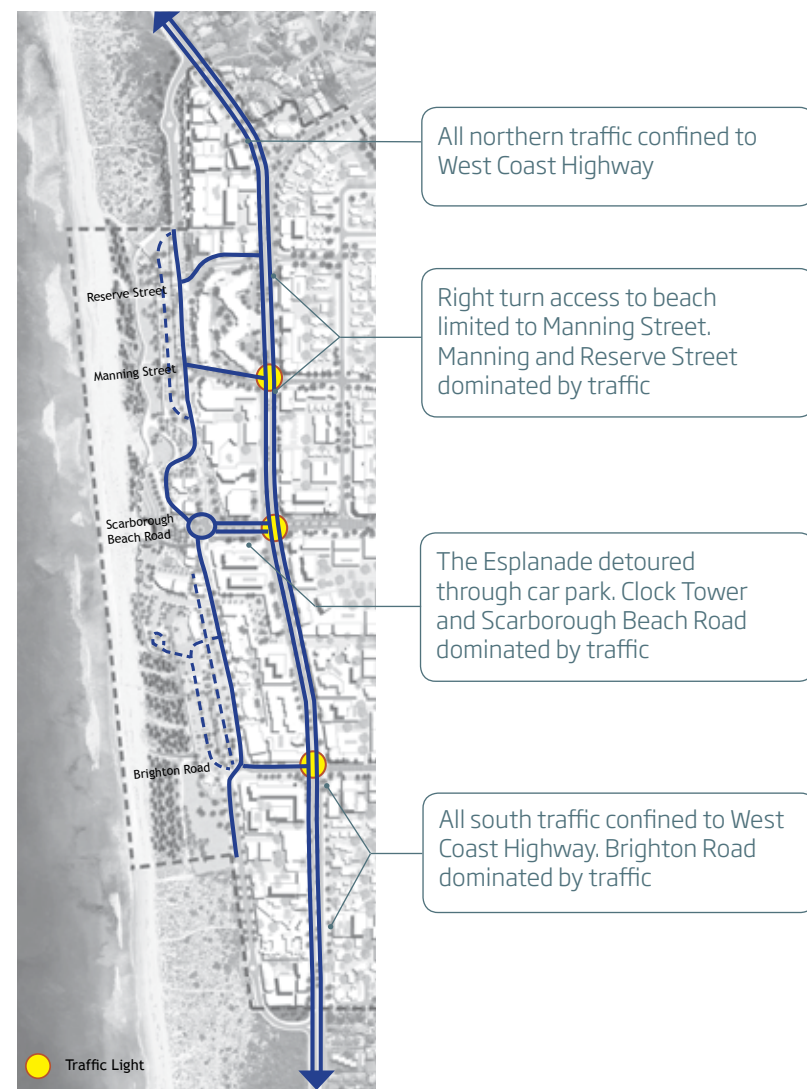 All northern traffic confined to
West Coast Highway
Reserve Street
Manning Street
Right turn access to beach
limited to Manning Street.
Manning and Reserve Street
dominated by traffic
Scarborough
Beach Road
The Esplanade detoured
through car park. Clock Tower
and Scarborough Beach Road
dominated by traffic
Brighton Road
All south traffic confined to West
Coast Highway. Brighton Road
dominated by traffic
Traffic Light